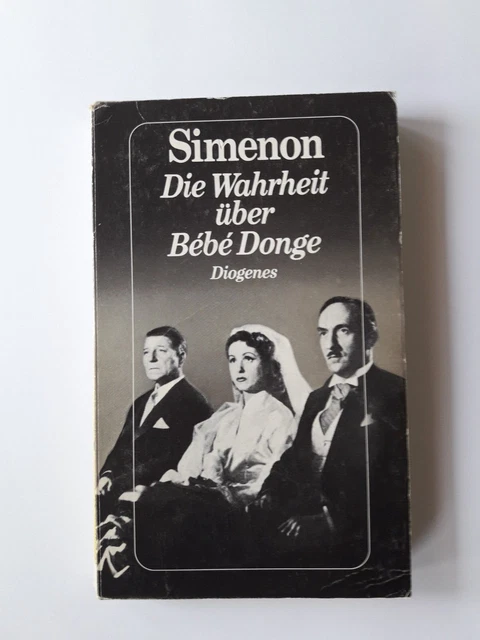 Simenon
Die Wahrheit
über
Bébé Donge
Diogenes